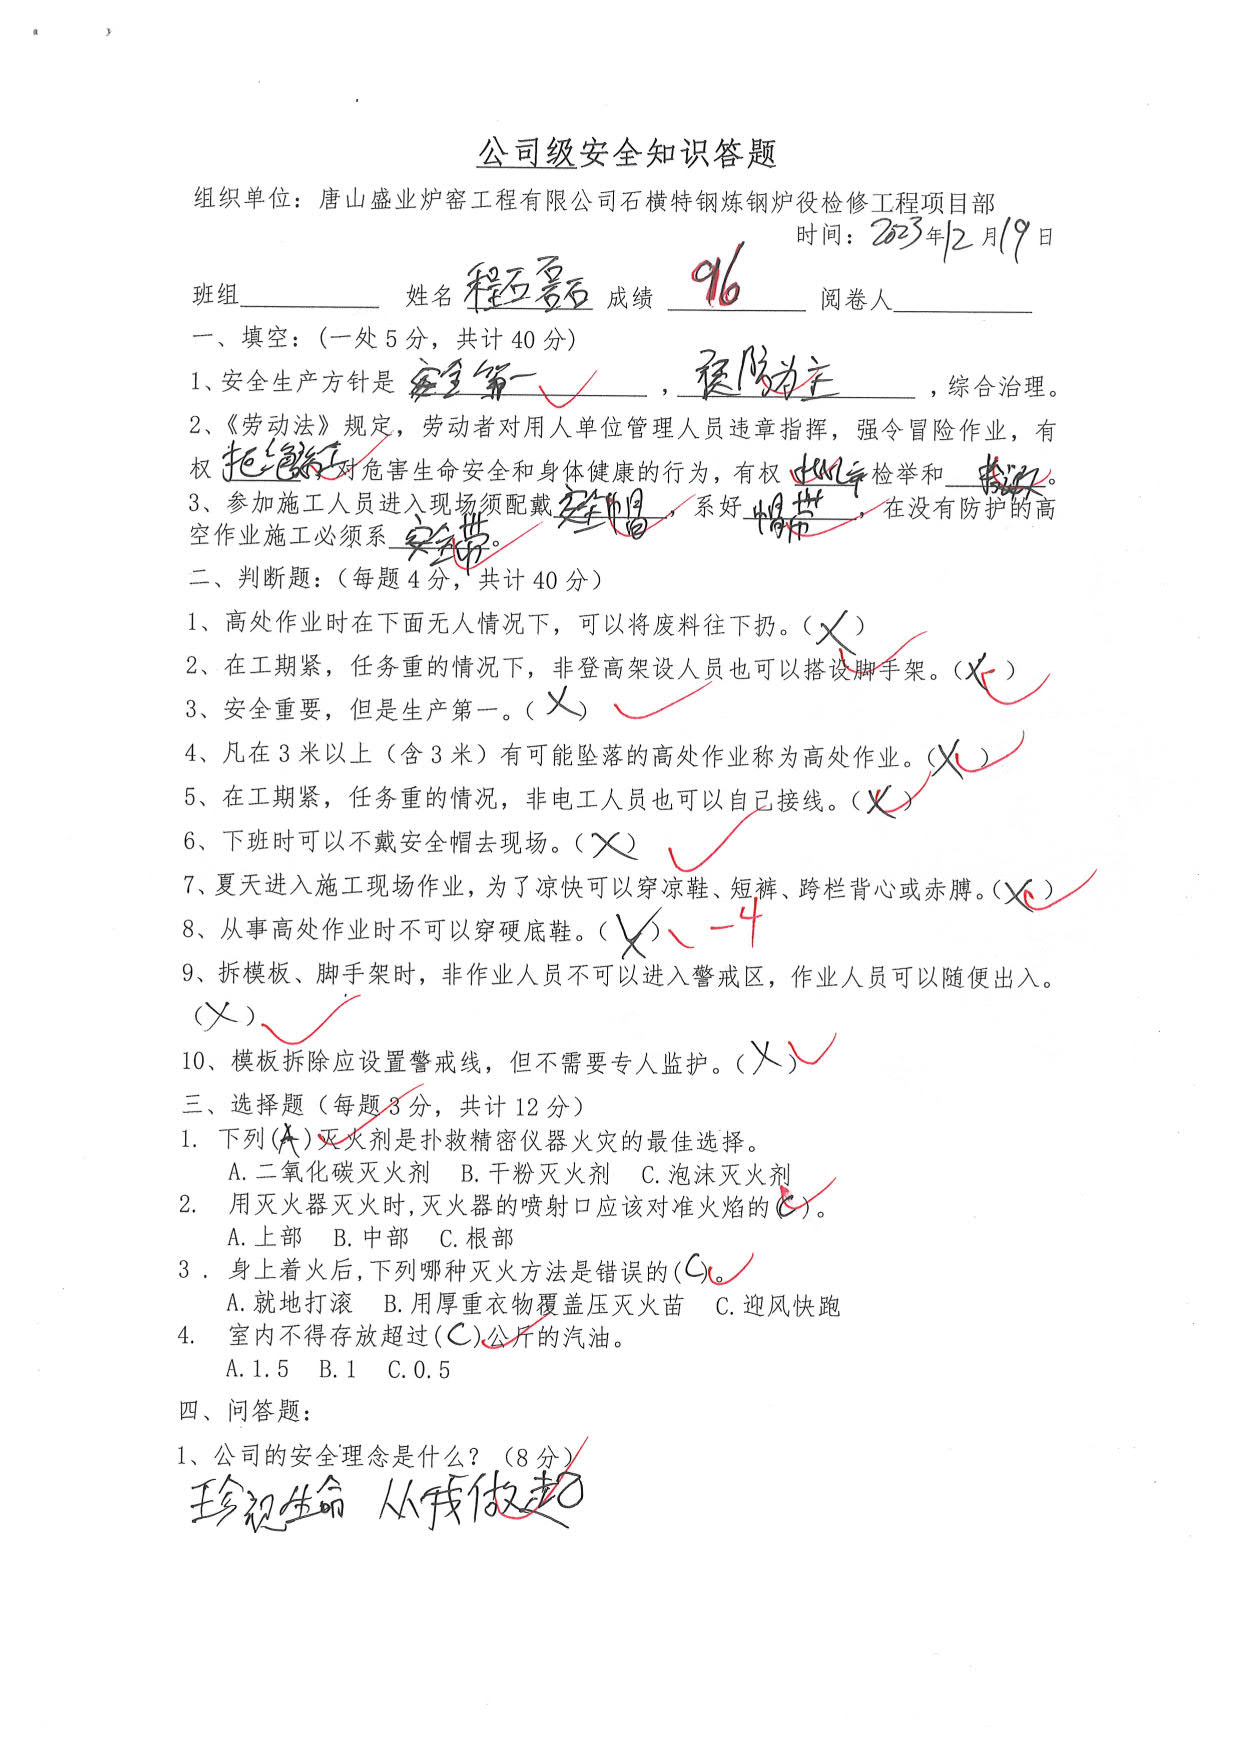 公司级安全知识答题
组织单位：唐山盛业炉窑工程有限公司石横特钢炼钢炉役检修工程项目部
时间：2023年12月19日
班组 姓名 程磊 成绩 96 阅卷人
一、填空：(一处5分，共计40分)
1、安全生产方针是 安全第一 ， 预防为主 ，综合治理。
2、《劳动法》规定，劳动者对用人单位管理人员违章指挥，强令冒险作业，有
权 拒绝 对危害生命安全和身体健康的行为，有权 批评 检举和 。
3、参加施工人员进入现场须配戴 安全帽 ，系好 帽带 ，在没有防护的高
空作业施工必须系 安全带 。
二、判断题：（每题4分，共计40分）
1、高处作业时在下面无人情况下，可以将废料往下扔。（X）
2、在工期紧，任务重的情况下，非登高架设人员也可以搭设脚手架。（X）
3、安全重要，但是生产第一。（X）
4、凡在3米以上（含3米）有可能坠落的高处作业称为高处作业。（X）
5、在工期紧，任务重的情况，非电工人员也可以自己接线。（X）
6、下班时可以不戴安全帽去现场。（X）
7、夏天进入施工现场作业，为了凉快可以穿凉鞋、短裤、跨栏背心或赤膊。（X）
8、从事高处作业时不可以穿硬底鞋。（X） -4
9、拆模板、脚手架时，非作业人员不可以进入警戒区，作业人员可以随便出入。
（X）
10、模板拆除应设置警戒线，但不需要专人监护。（X）
三、选择题（每题3分，共计12分）
1. 下列(A)灭火剂是扑救精密仪器火灾的最佳选择。
A.二氧化碳灭火剂 B.干粉灭火剂 C.泡沫灭火剂
2. 用灭火器灭火时,灭火器的喷射口应该对准火焰的(C)。
A.上部 B.中部 C.根部
3 . 身上着火后,下列哪种灭火方法是错误的(C)。
A.就地打滚 B.用厚重衣物覆盖压灭火苗 C.迎风快跑
4. 室内不得存放超过(C)公斤的汽油。
A.1.5 B.1 C.0.5
四、问答题：
1、公司的安全理念是什么？（8分）
珍视生命 从我做起